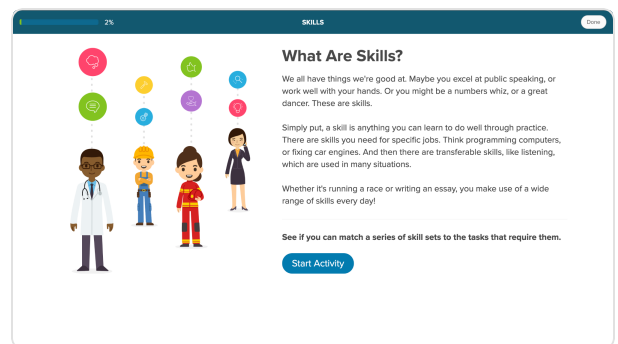 2%
SKILLS
Done
What Are Skills?
We all have things we're good at. Maybe you excel at public speaking, or
work well with your hands. Or you might be a numbers whiz, or a great
dancer. These are skills.
Simply put, a skill is anything you can learn to do well through practice.
There are skills you need for specific jobs. Think programming computers,
or fixing car engines. And then there are transferable skills, like listening,
which are used in many situations.
Whether it's running a race or writing an essay, you make use of a wide
range of skills every day!
See if you can match a series of skill sets to the tasks that require them.
Start Activity